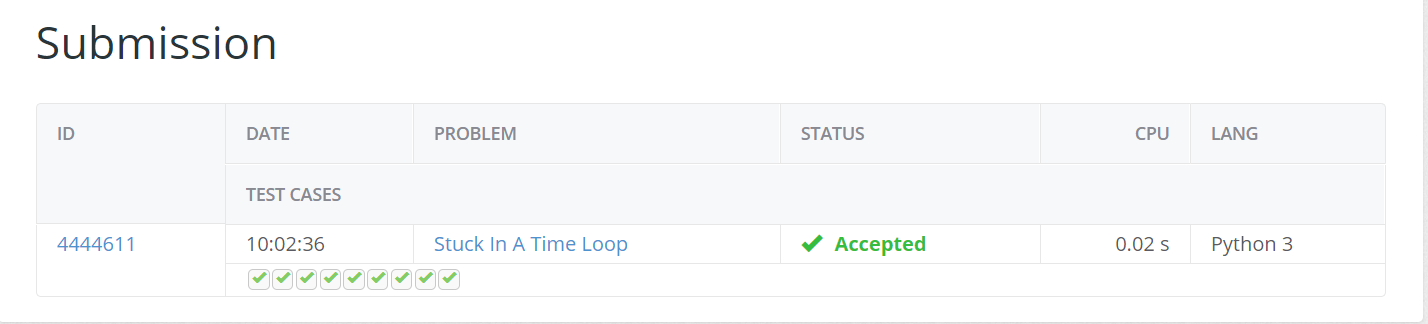 Submission
ID DATE PROBLEM STATUS CPU LANG
TEST CASES
4444611 10:02:36 Stuck In A Time Loop Accepted 0.02 s Python 3